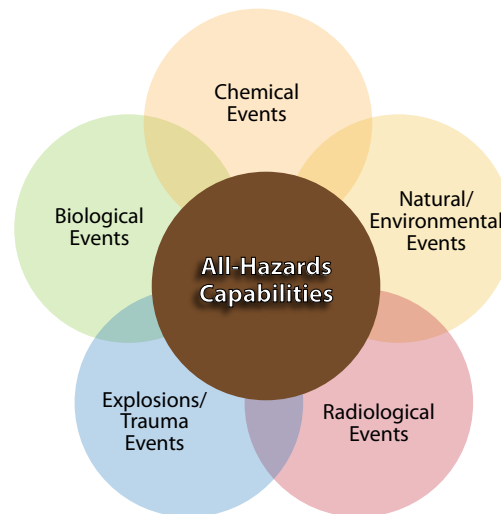 Chemical
Events
Natural/
Environmental
Events
Biological
Events
All-Hazards
Capabilities
Explosions/
Trauma
Events
Radiological
Events